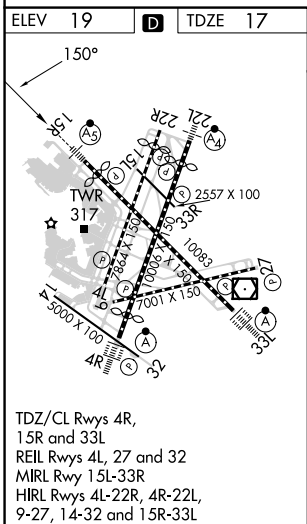 ELEV 19 D TDZE 17
150°
15R
A5
22R
22L
A4
15L
P
P
TWR
317
P
P
2557 X 100
33R
7864 X 150
10006 X 150
10083 X 150
P
4L
9
7001 X 150
27
P
14
5000 X 100
4R
A
32
P
A
33L
P
TDZ/CL Rwys 4R,
15R and 33L
REIL Rwys 4L, 27 and 32
MIRL Rwy 15L-33R
HIRL Rwys 4L-22R, 4R-22L,
9-27, 14-32 and 15R-33L